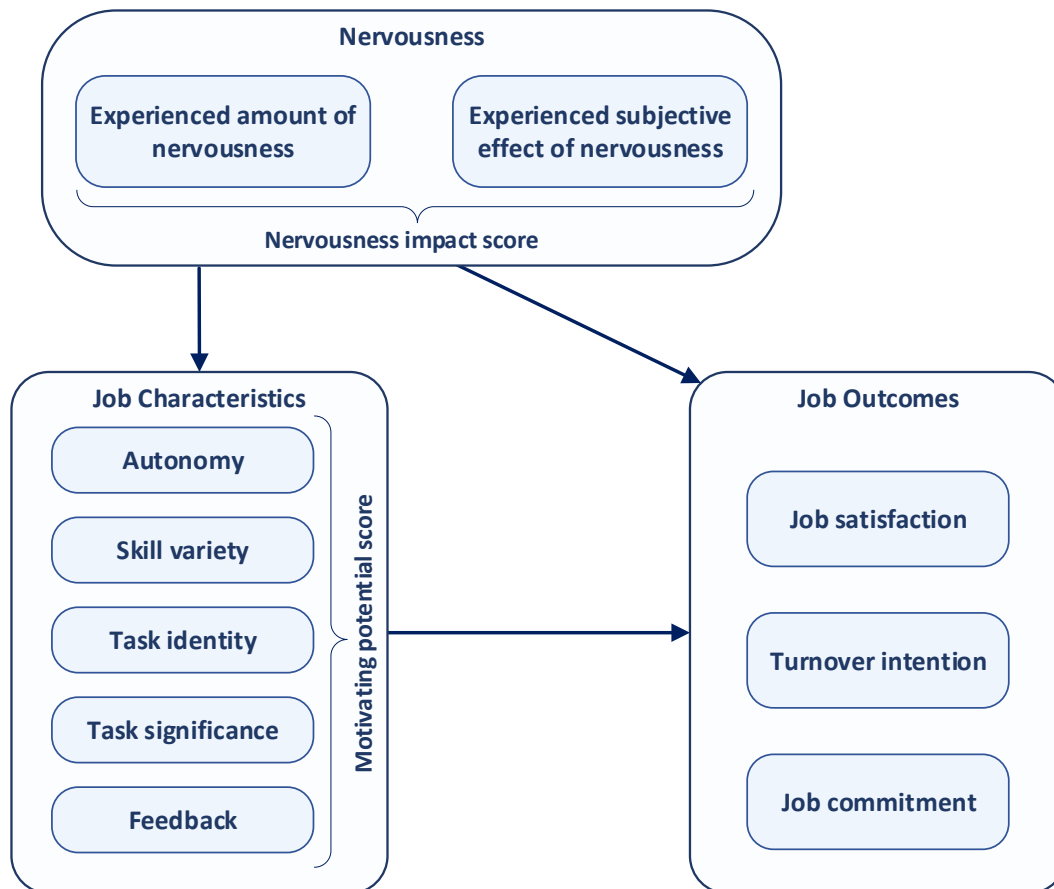 Nervousness
Experienced amount of
nervousness
Experienced subjective
effect of nervousness
Nervousness impact score
Job Characteristics
Autonomy
Skill variety
Task identity
Task significance
Feedback
Motivating potential score
Job Outcomes
Job satisfaction
Turnover intention
Job commitment